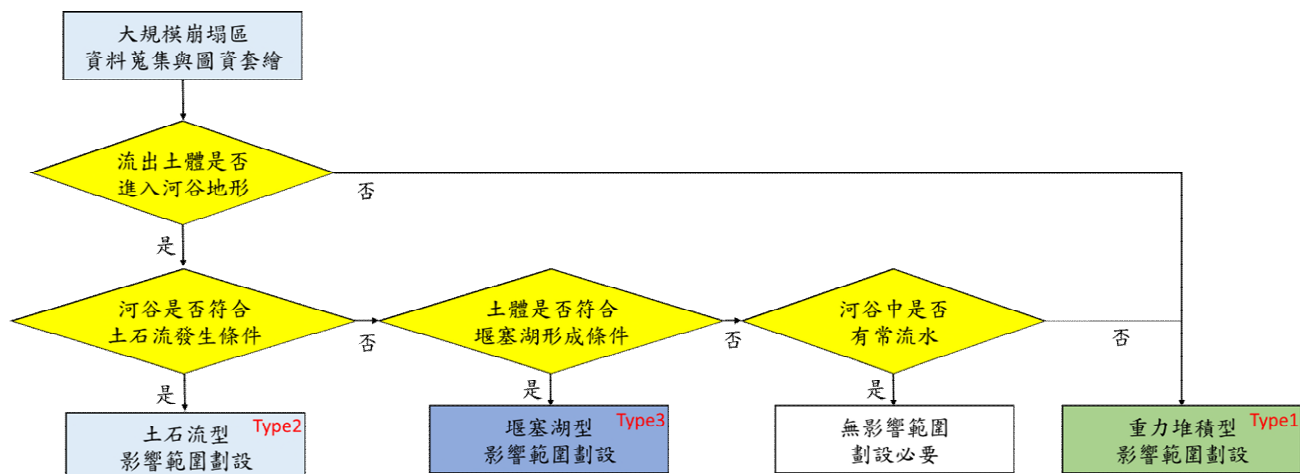 大規模崩塌區
資料蒐集與圖資套繪
流出土體是否
進入河谷地形
否
是
河谷是否符合
土石流發生條件
否
土體是否符合
堰塞湖形成條件
否
河谷中是否
有常流水
否
是
是
是
土石流型
影響範圍劃設
Type2
堰塞湖型
影響範圍劃設
Type3
無影響範圍
劃設必要
重力堆積型
影響範圍劃設
Type1